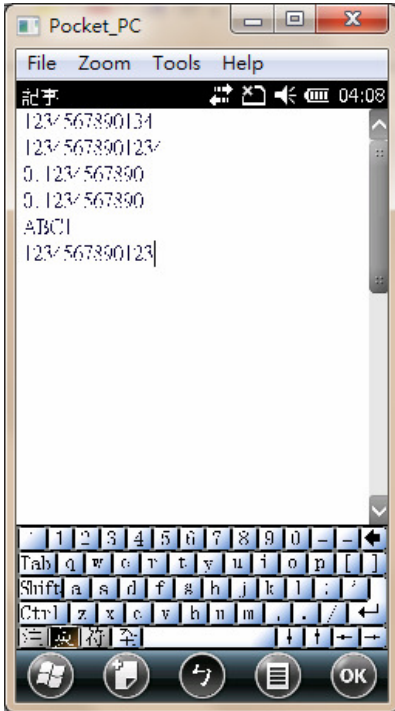 Pocket_PC
File Zoom Tools Help
記事 04:08
1234567890134
12345678901234
0.1234567890
0.1234567890
ABC1
1234567890123
1 2 3 4 5 6 7 8 9 0 - =
Tab q w e r t y u i o p [ ]
Shift a s d f g h j k l ; '
Ctrl z x c v b n m , . /
注 英 符 全
ㄅ OK